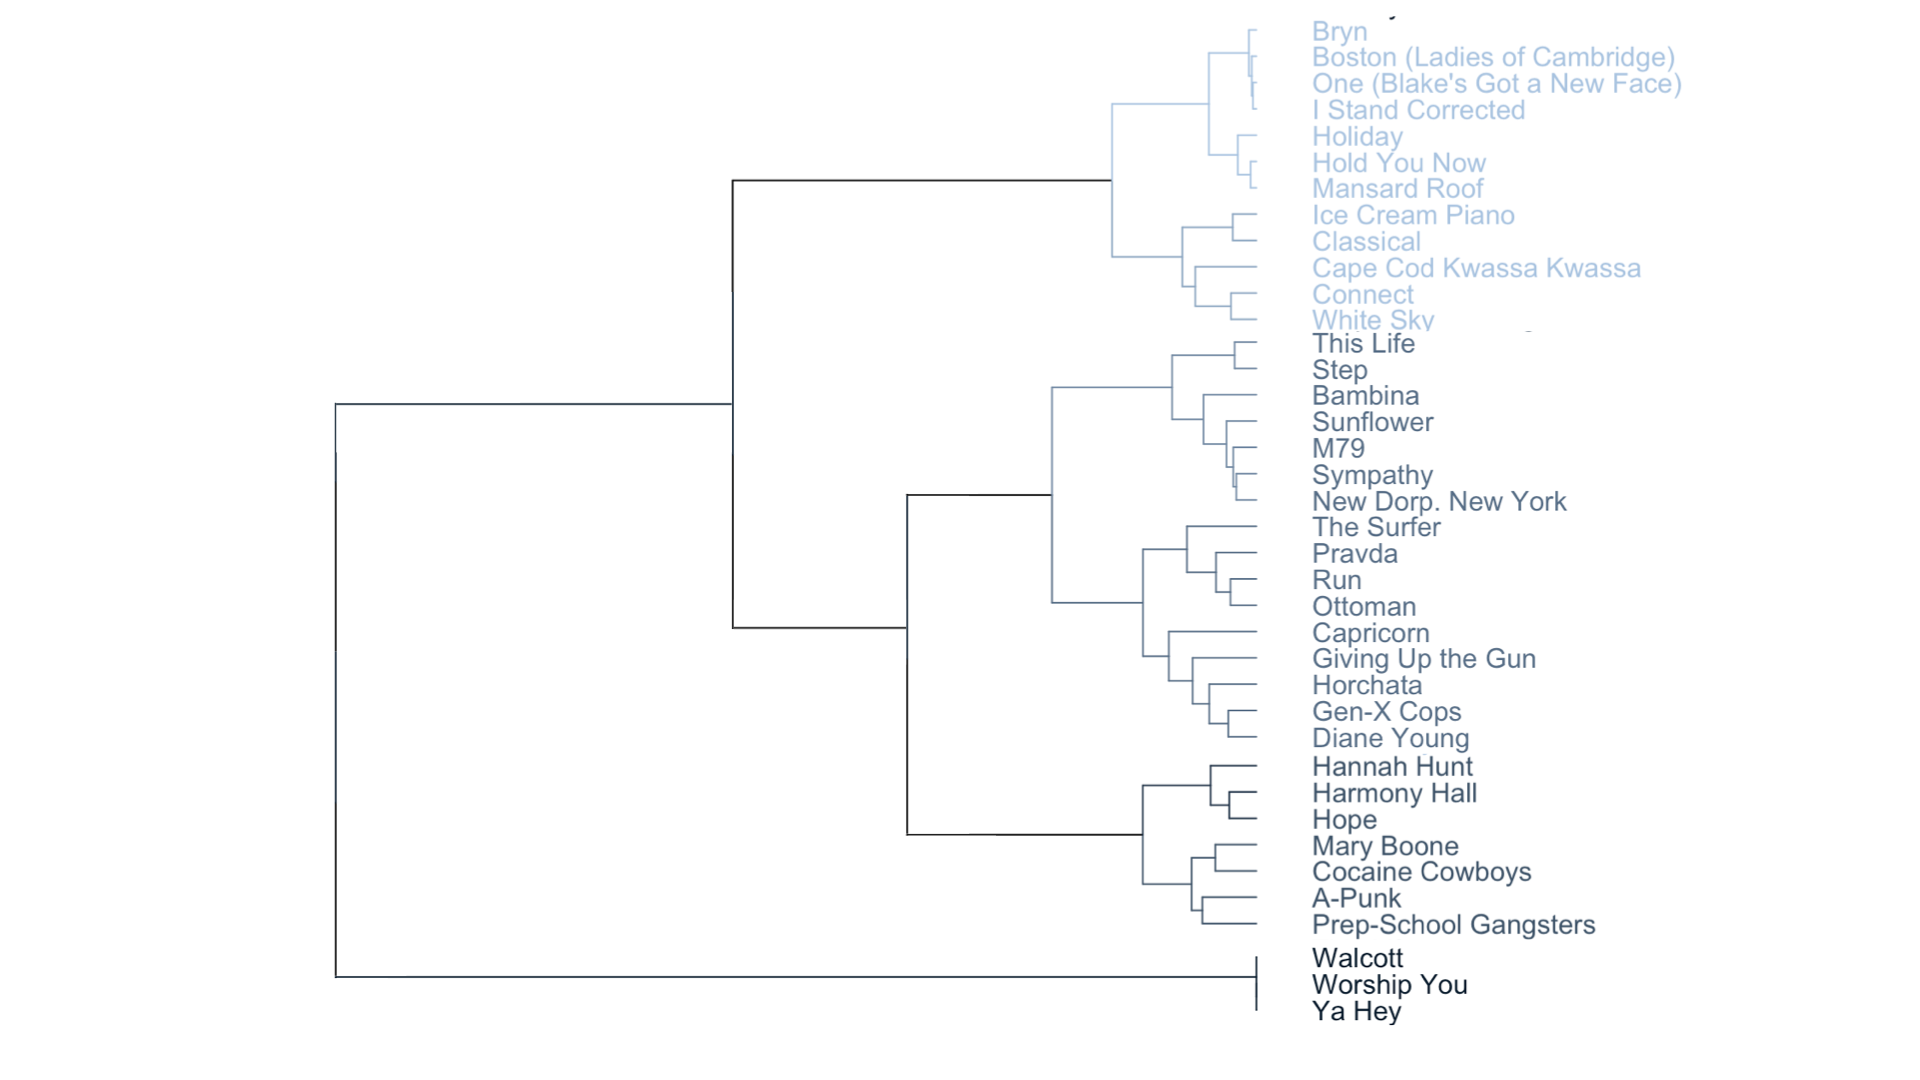 Bryn
Boston (Ladies of Cambridge)
One (Blake's Got a New Face)
I Stand Corrected
Holiday
Hold You Now
Mansard Roof
Ice Cream Piano
Classical
Cape Cod Kwassa Kwassa
Connect
White Sky
This Life
Step
Bambina
Sunflower
M79
Sympathy
New Dorp. New York
The Surfer
Pravda
Run
Ottoman
Capricorn
Giving Up the Gun
Horchata
Gen-X Cops
Diane Young
Hannah Hunt
Harmony Hall
Hope
Mary Boone
Cocaine Cowboys
A-Punk
Prep-School Gangsters
Walcott
Worship You
Ya Hey